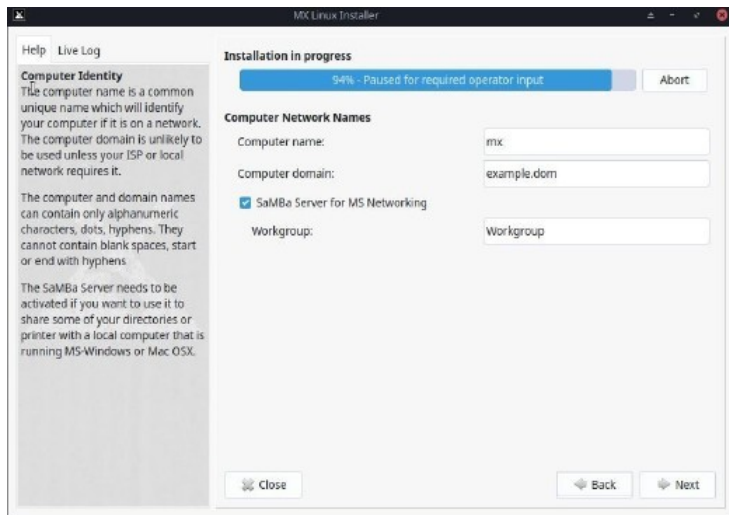 MX Linux Installer
Help
Live Log
Computer Identity
The computer name is a common
unique name which will identify
your computer if it is on a network.
The computer domain is unlikely to
be used unless your ISP or local
network requires it.
The computer and domain names
can contain only alphanumeric
characters, dots, hyphens. They
cannot contain blank spaces, start
or end with hyphens
The SaMBa Server needs to be
activated if you want to use it to
share some of your directories or
printer with a local computer that is
running MS-Windows or Mac OSX.
Installation in progress
94% - Paused for required operator input
Abort
Computer Network Names
Computer name:
mx
Computer domain:
example.dom
SaMBa Server for MS Networking
Workgroup:
Workgroup
Close
Back
Next